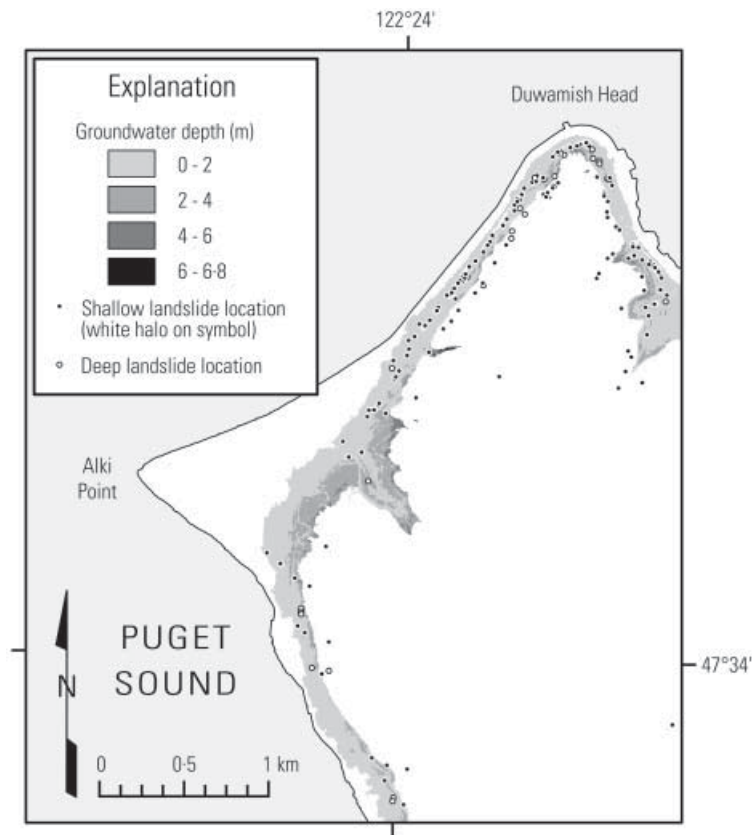 122°24'
Explanation
Groundwater depth (m)
0 - 2
2 - 4
4 - 6
6 - 6·8
Shallow landslide location
(white halo on symbol)
Deep landslide location
Duwamish Head
Alki
Point
PUGET
SOUND
N
47°34'
0 0·5 1 km